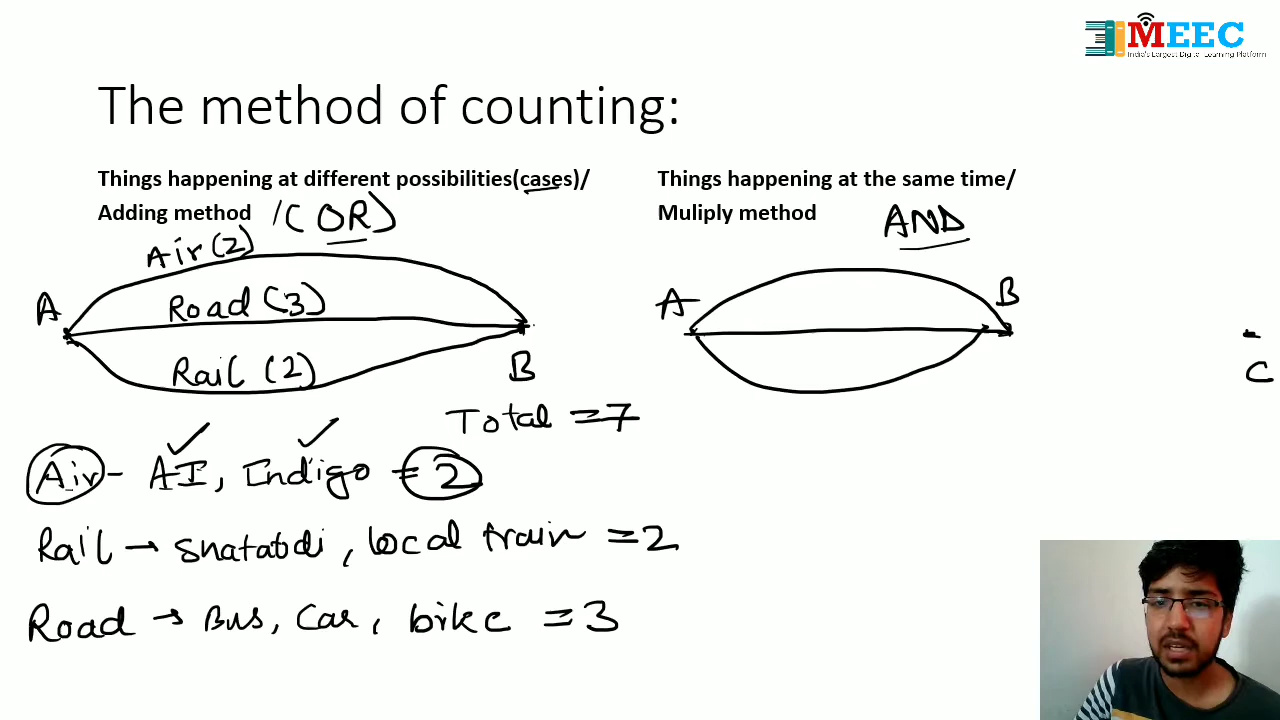 MEEC
India's Largest Digital Learning Platform
The method of counting:
Things happening at different possibilities(cases)/
Adding method /(OR)
Air (2)
A
Road (3)
Rail (2)
B
Total = 7
Air - AI, Indigo = 2
Rail → Shatabdi, local train = 2
Road → Bus, Car, bike = 3
Things happening at the same time/
Muliply method AND
A
B
C